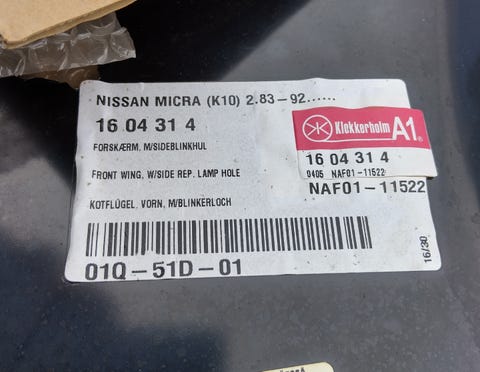 NISSAN MICRA (K10) 2.83-92......
16 04 31 4
FORSKÆRM, M/SIDEBLINKHUL
FRONT WING, W/SIDE REP. LAMP HOLE
KOTFLÜGEL, VORN, M/BLINKERLOCH
01Q-51D-01
Klokkerholm A1®
16 04 31 4
0405 NAF01-11522
NAF01-11522
16/30